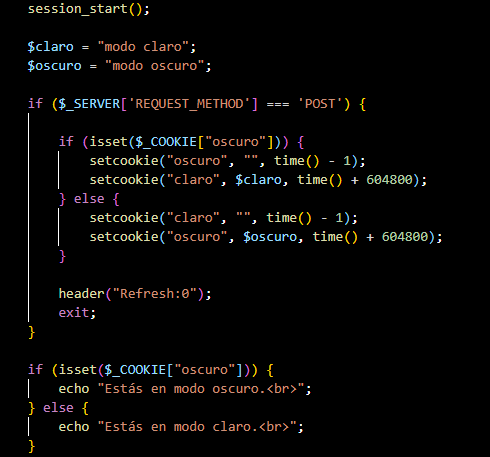 session_start();
$claro = "modo claro";
$oscuro = "modo oscuro";
if ($_SERVER['REQUEST_METHOD'] === 'POST') {
if (isset($_COOKIE["oscuro"])) {
setcookie("oscuro", "", time() - 1);
setcookie("claro", $claro, time() + 604800);
} else {
setcookie("claro", "", time() - 1);
setcookie("oscuro", $oscuro, time() + 604800);
}
header("Refresh:0");
exit;
}
if (isset($_COOKIE["oscuro"])) {
echo "Estás en modo oscuro.<br>";
} else {
echo "Estás en modo claro.<br>";
}